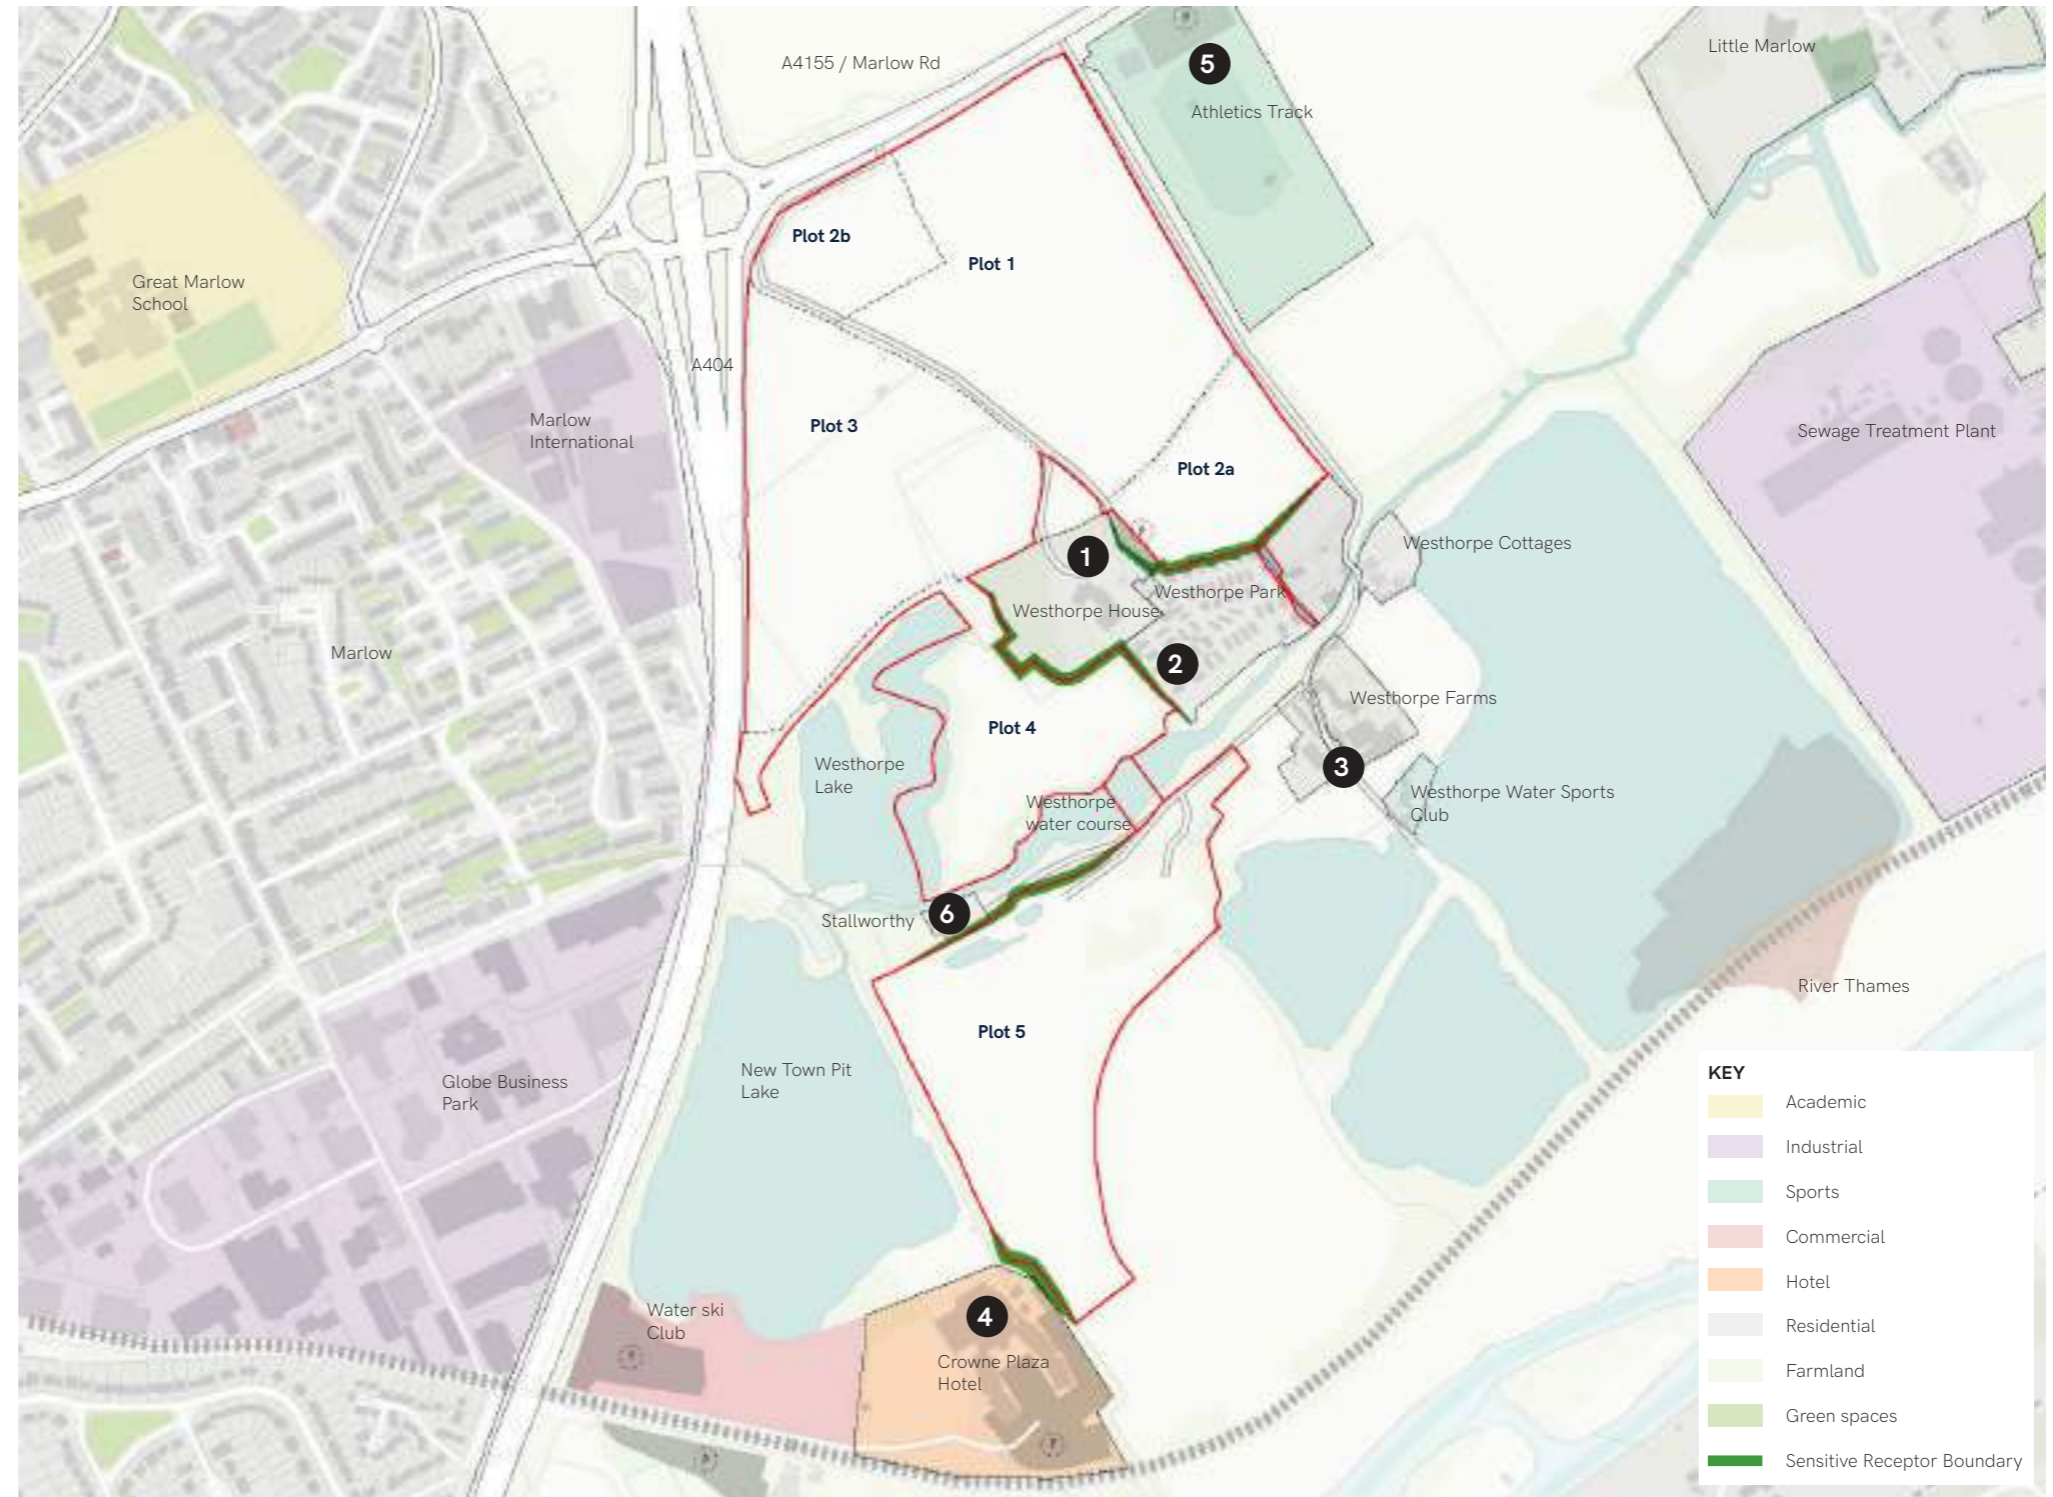 A4155 / Marlow Rd
5
Athletics Track
Little Marlow
Plot 2b
Plot 1
Great Marlow
School
A404
Marlow
International
Plot 3
Plot 2a
Sewage Treatment Plant
1
Westhorpe Cottages
Westhorpe House
Westhorpe Park
Marlow
2
Westhorpe Farms
Plot 4
3
Westhorpe
Lake
Westhorpe
water course
Westhorpe Water Sports
Club
6
Stallworthy
River Thames
Plot 5
New Town Pit
Lake
Globe Business
Park
Water ski
Club
4
Crowne Plaza
Hotel
KEY
Academic
Industrial
Sports
Commercial
Hotel
Residential
Farmland
Green spaces
Sensitive Receptor Boundary